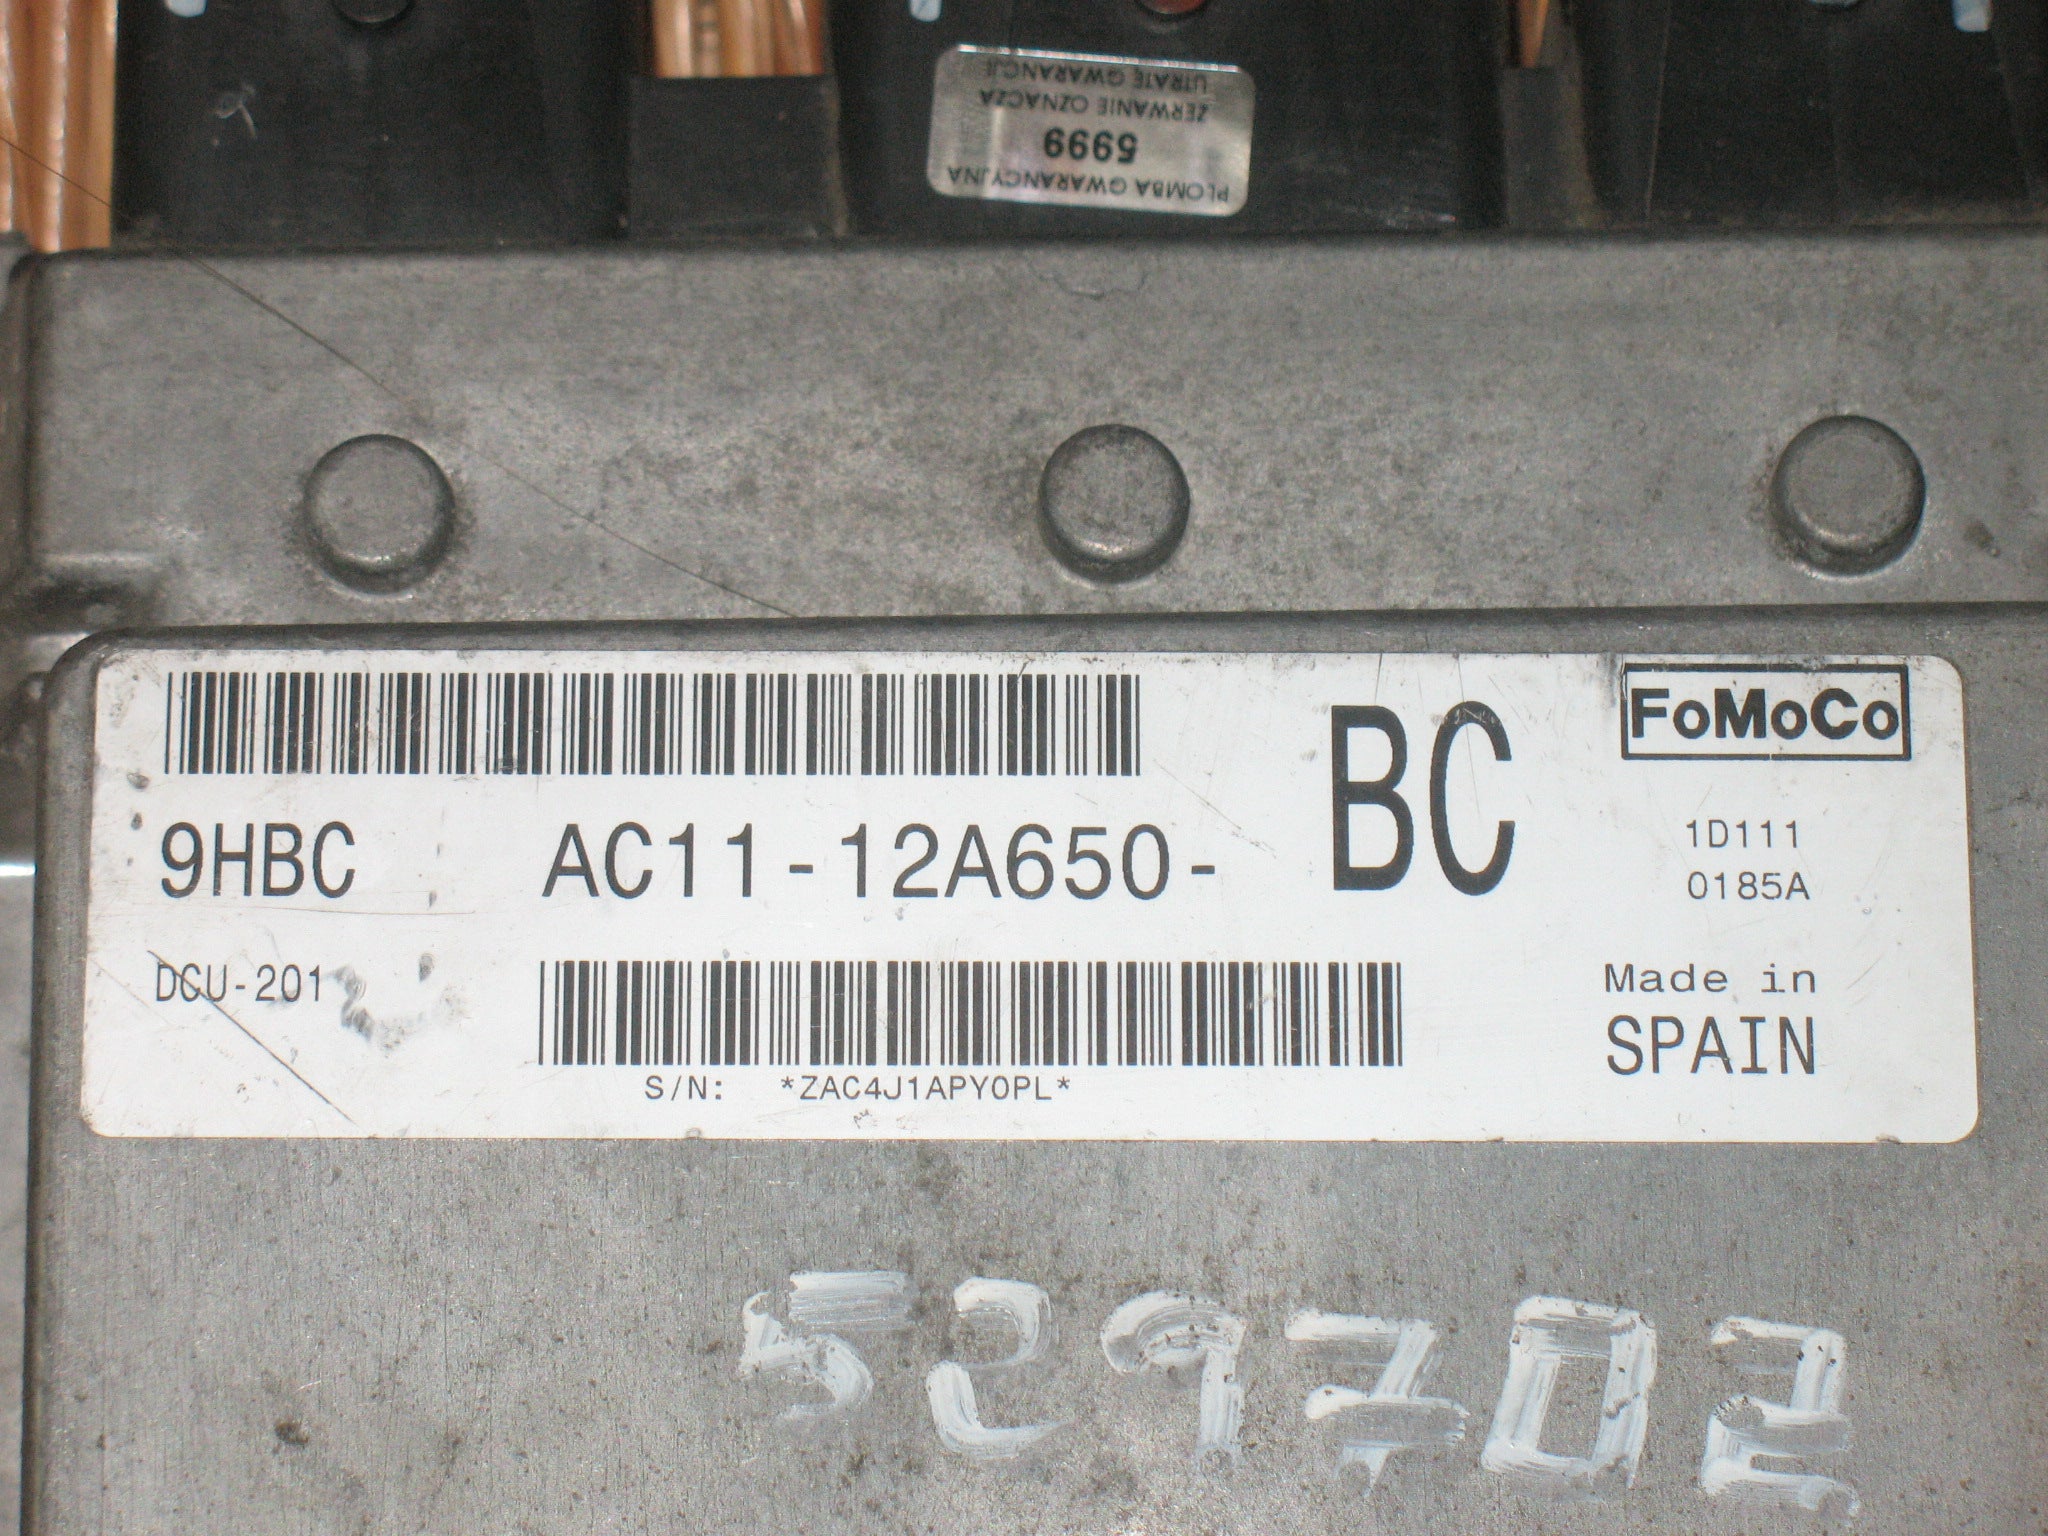 PLOMBA GWARANCYJNA
5999
ZERWANIE OZNACZA
UTRATĘ GWARANCJI
FoMoCo
9HBC AC11-12A650- BC
1D111
0185A
DCU-201
Made in
SPAIN
S/N: *ZAC4J1APY0PL*
529702